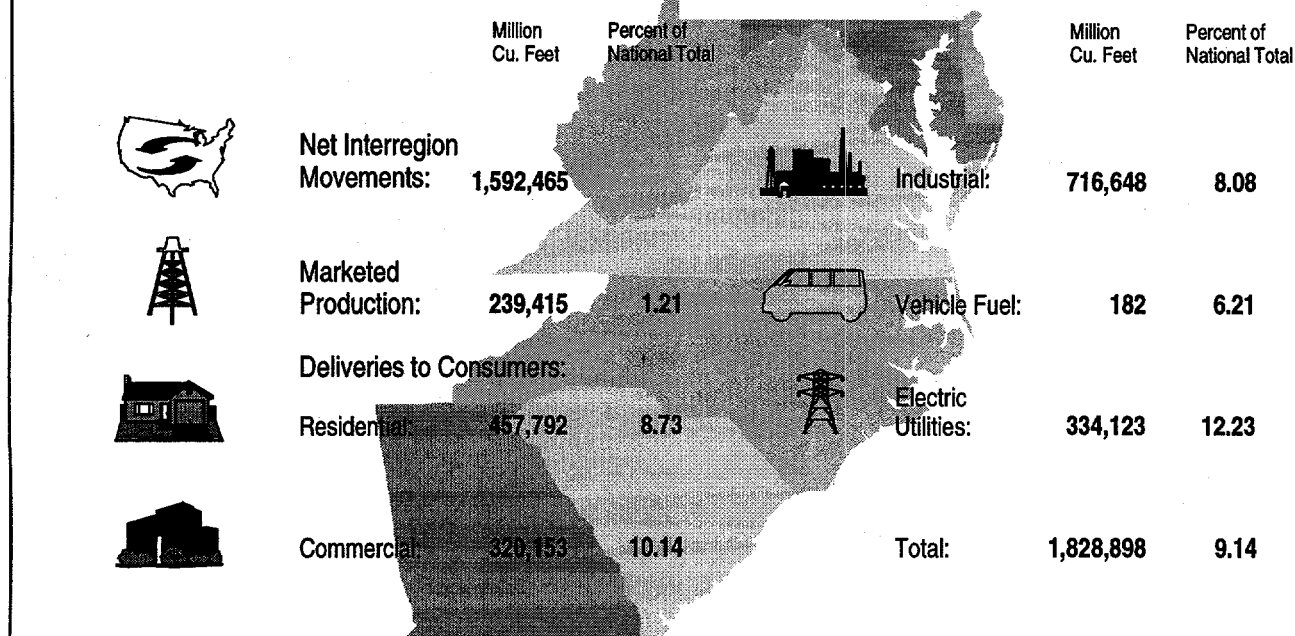 Million Cu. Feet
Percent of National Total
Net Interregion
Movements: 1,592,465
Marketed
Production: 239,415 1.21
Deliveries to Consumers:
Residential: 457,792 8.73
Commercial: 320,153 10.14
Million Cu. Feet
Percent of National Total
Industrial: 716,648 8.08
Vehicle Fuel: 182 6.21
Electric
Utilities: 334,123 12.23
Total: 1,828,898 9.14